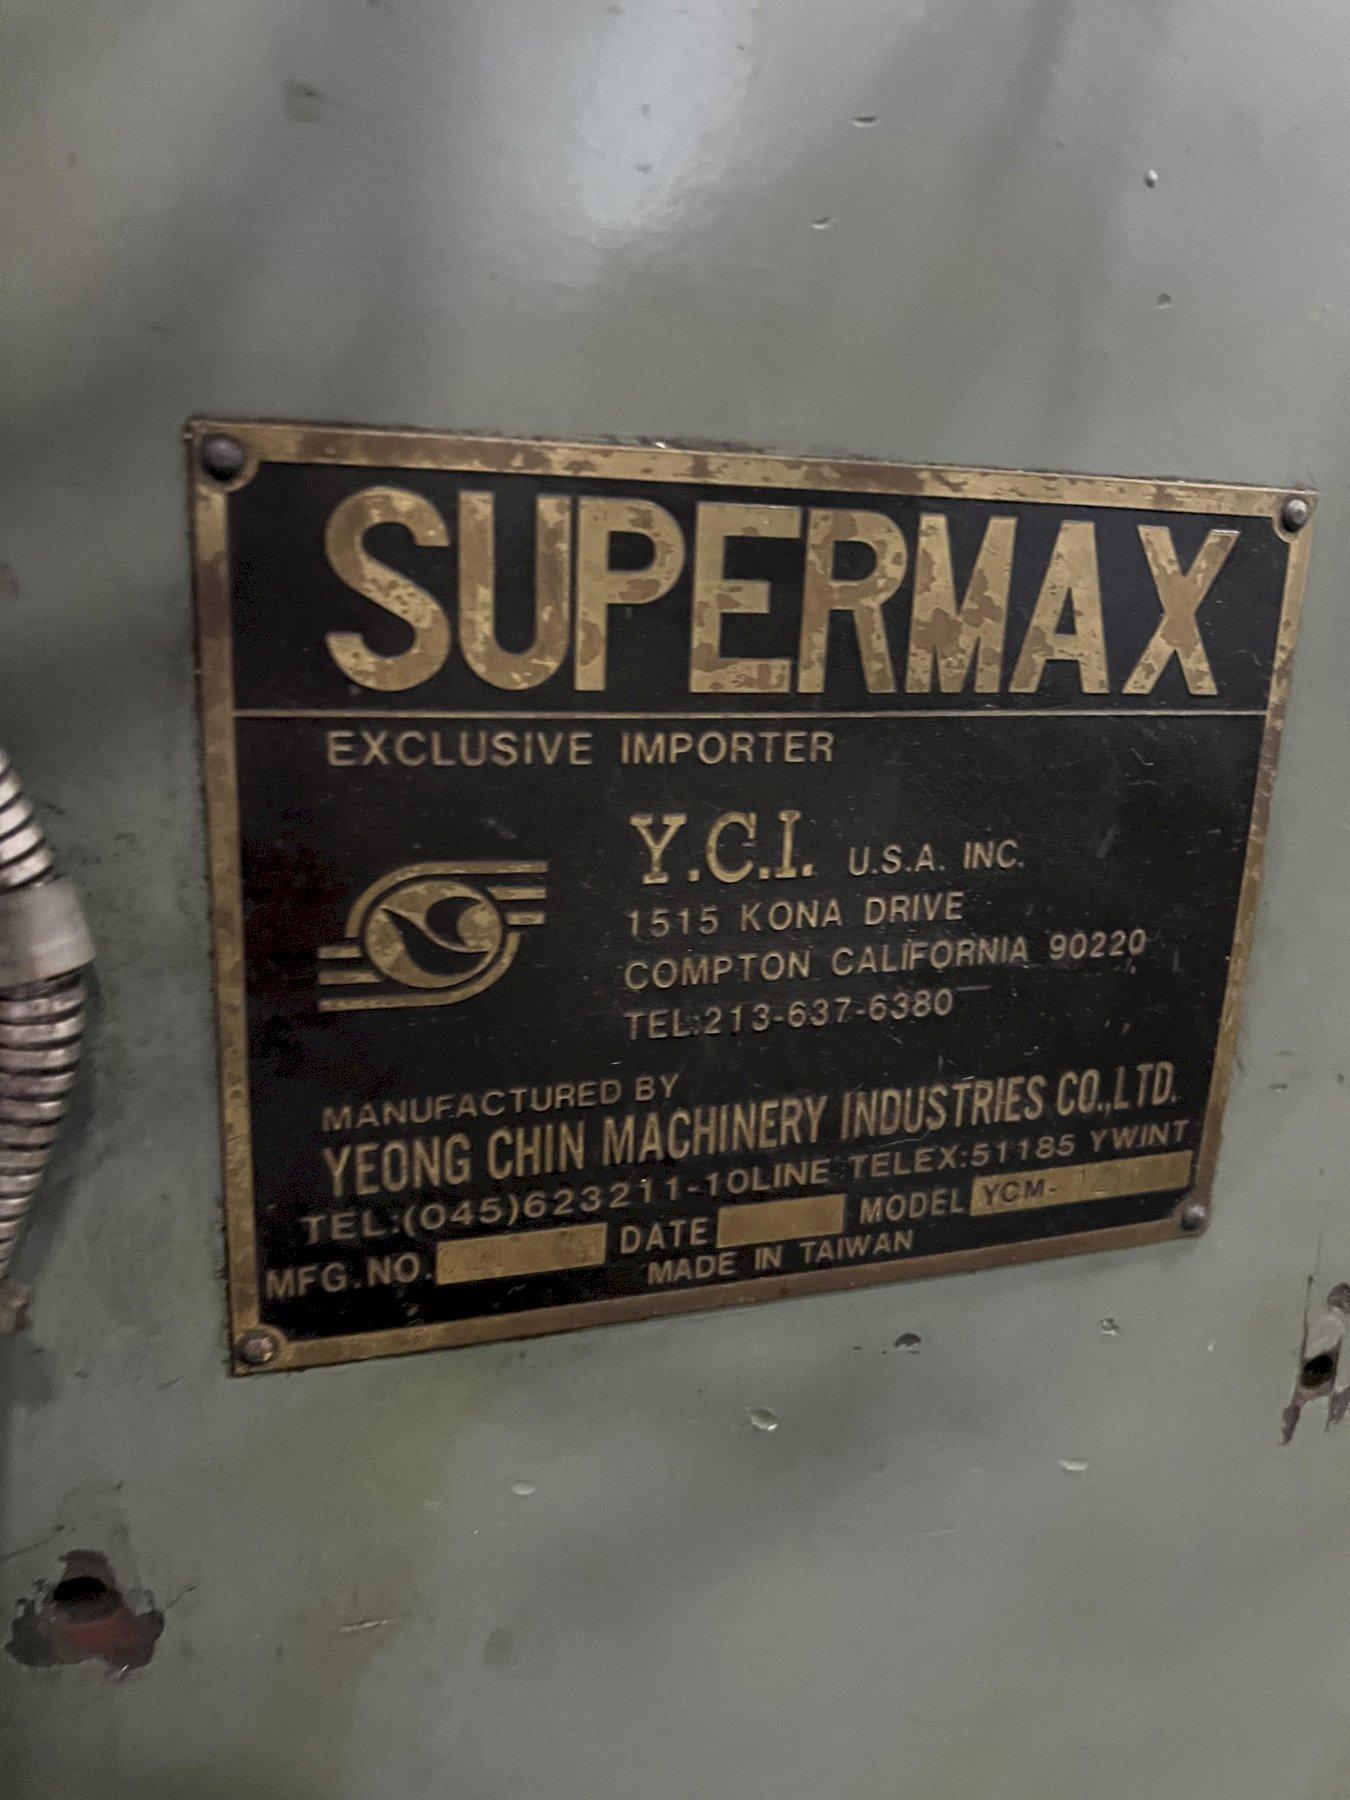 SUPERMAX
EXCLUSIVE IMPORTER
Y.C.I. U.S.A. INC.
1515 KONA DRIVE
COMPTON CALIFORNIA 90220
TEL:213-637-6380
MANUFACTURED BY
YEONG CHIN MACHINERY INDUSTRIES CO.,LTD.
TEL:(045)623211-10LINE TELEX:51185 YWINT
MFG.NO. DATE MODEL YCM-
MADE IN TAIWAN